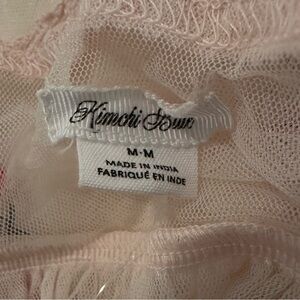 Kimchi Blue
M-M
MADE IN INDIA
FABRIQUÉ EN INDE